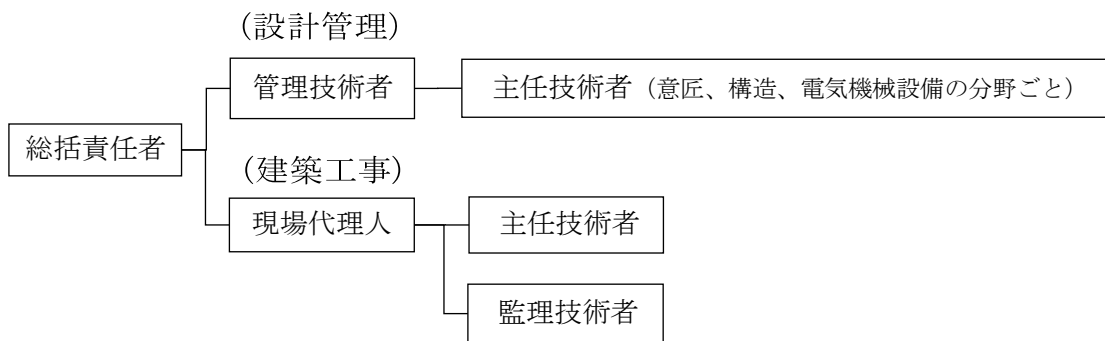 （設計管理）
管理技術者
主任技術者（意匠、構造、電気機械設備の分野ごと）
総括責任者
（建築工事）
現場代理人
主任技術者
監理技術者